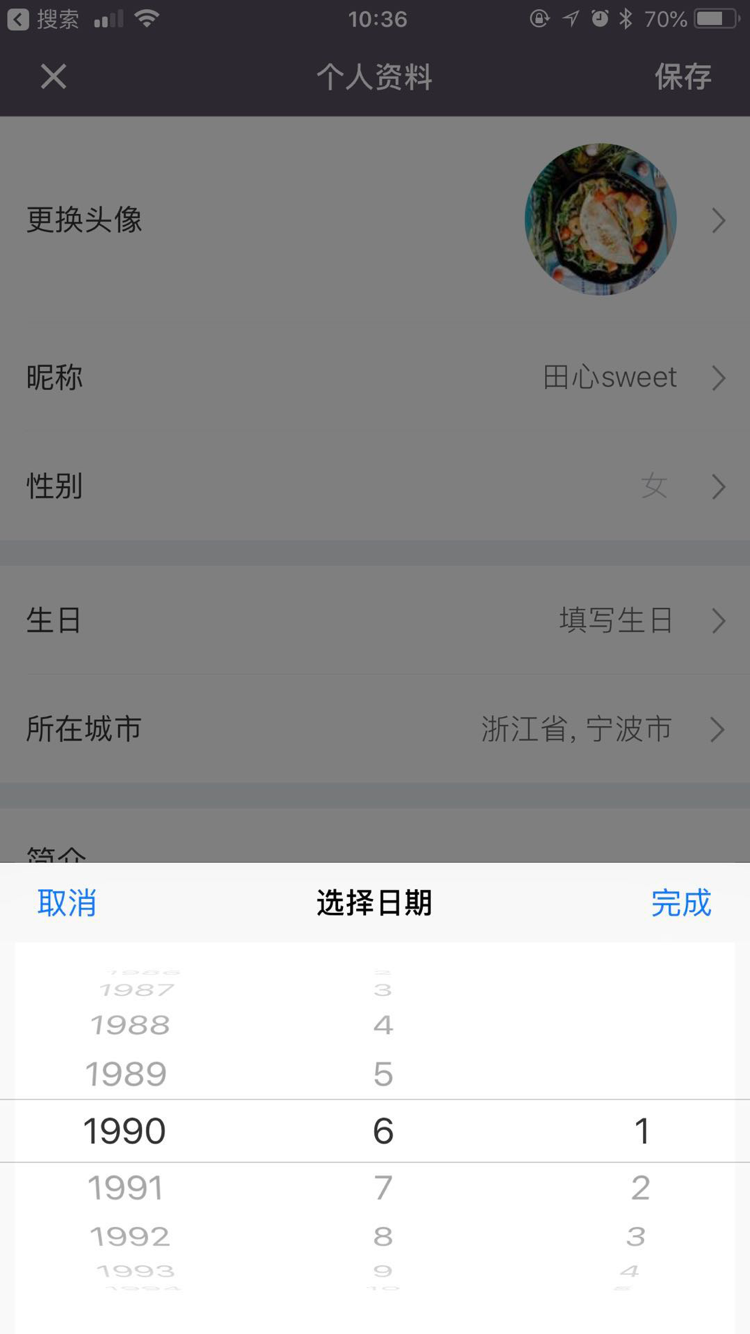 搜索 10:36 70%
个人资料 保存
更换头像
昵称 田心sweet
性别 女
生日 填写生日
所在城市 浙江省, 宁波市
简介
取消 选择日期 完成
1987 3
1988 4
1989 5
1990 6 1
1991 7 2
1992 8 3
1993 9 4